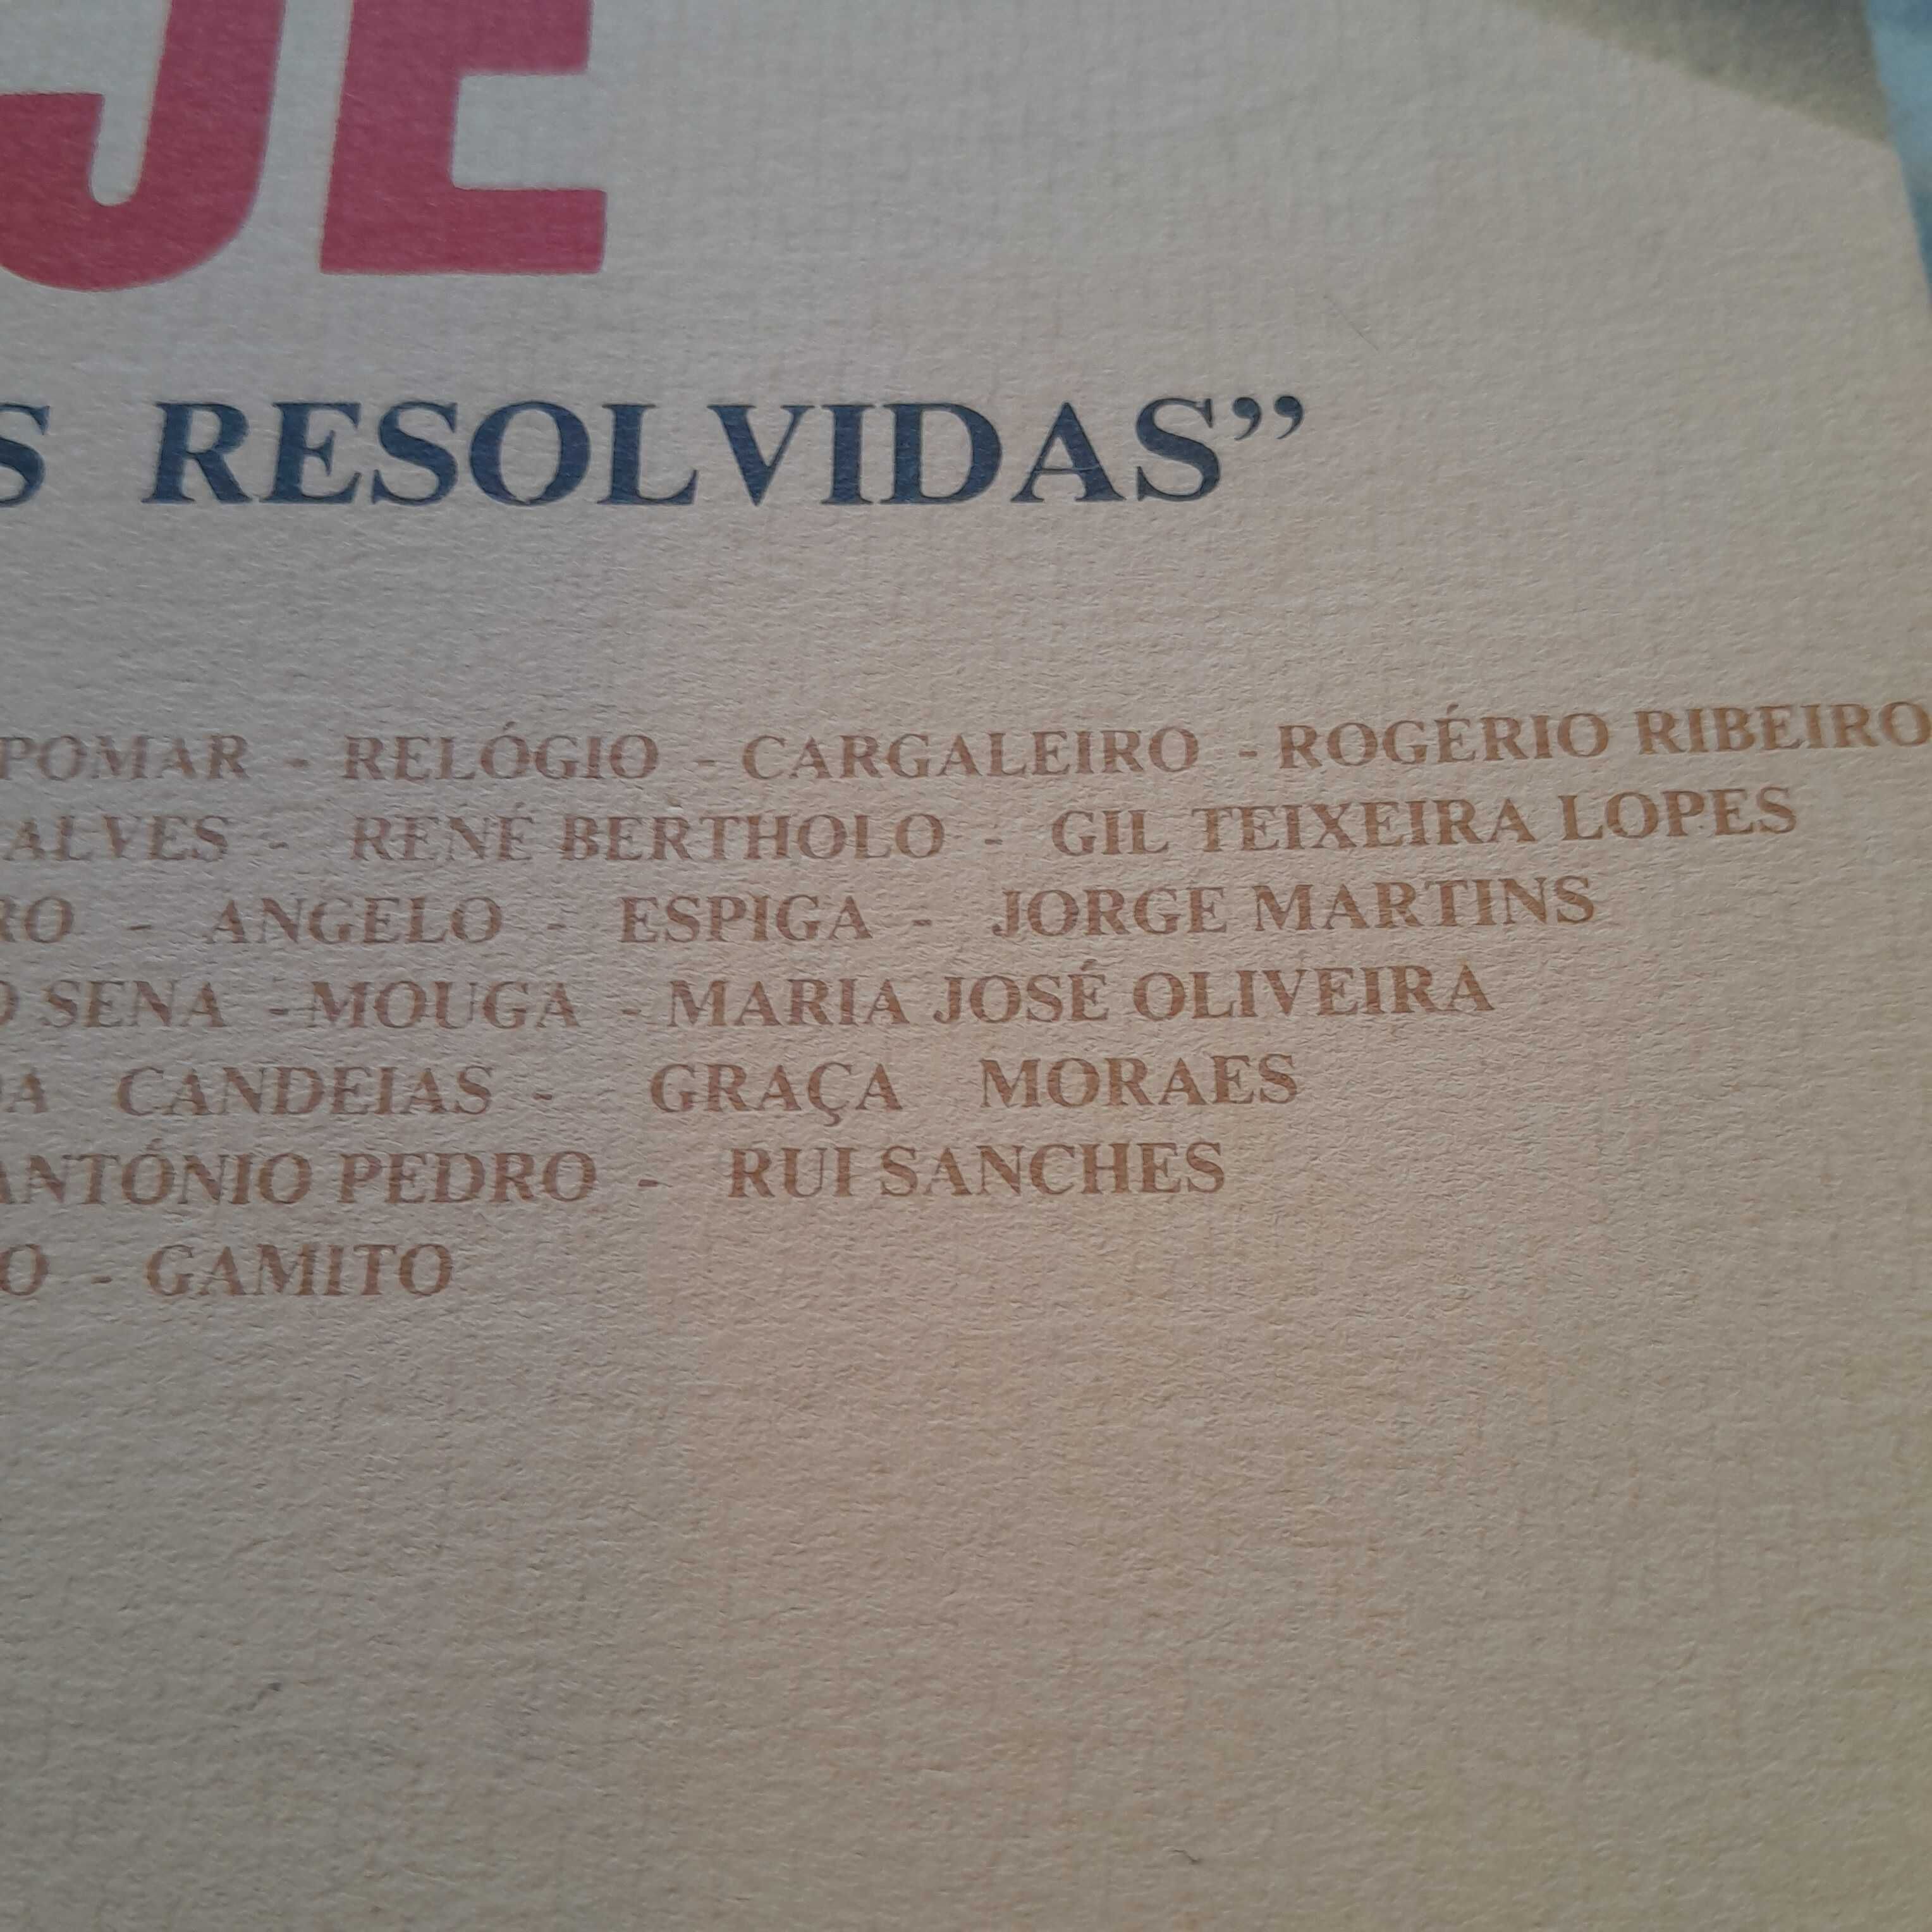 JE
S RESOLVIDAS”
POMAR - RELÓGIO - CARGALEIRO - ROGÉRIO RIBEIRO
ALVES - RENÉ BERTHOLO - GIL TEIXEIRA LOPES
RO - ANGELO - ESPIGA - JORGE MARTINS
O SENA - MOUGA - MARIA JOSÉ OLIVEIRA
DA CANDEIAS - GRAÇA MORAES
ANTÓNIO PEDRO - RUI SANCHES
O - GAMITO